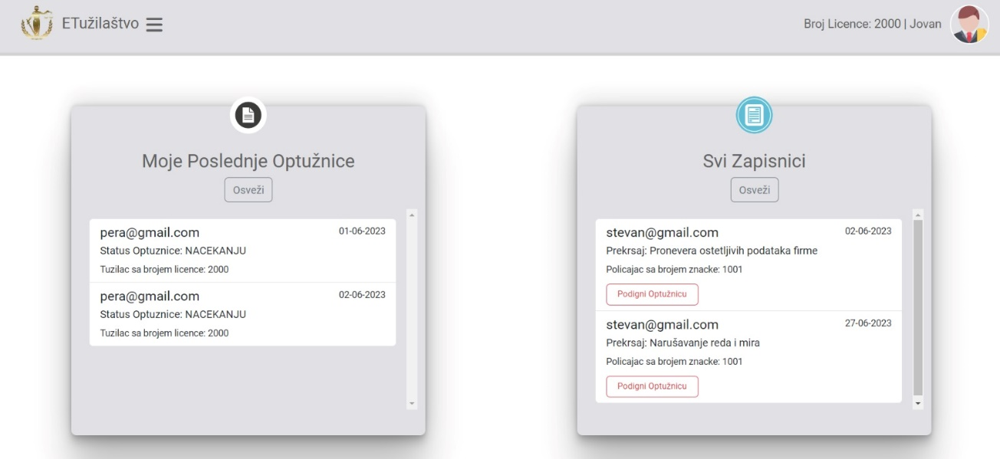 ETužilaštvo
Broj Licence: 2000 | Jovan
Moje Poslednje Optužnice
Osveži
pera@gmail.com
01-06-2023
Status Optuznice: NACEKANJU
Tuzilac sa brojem licence: 2000
pera@gmail.com
02-06-2023
Status Optuznice: NACEKANJU
Tuzilac sa brojem licence: 2000
Svi Zapisnici
Osveži
stevan@gmail.com
02-06-2023
Prekrsaj: Pronevera ostetljivih podataka firme
Policajac sa brojem znacke: 1001
Podigni Optužnicu
stevan@gmail.com
27-06-2023
Prekrsaj: Narušavanje reda i mira
Policajac sa brojem znacke: 1001
Podigni Optužnicu